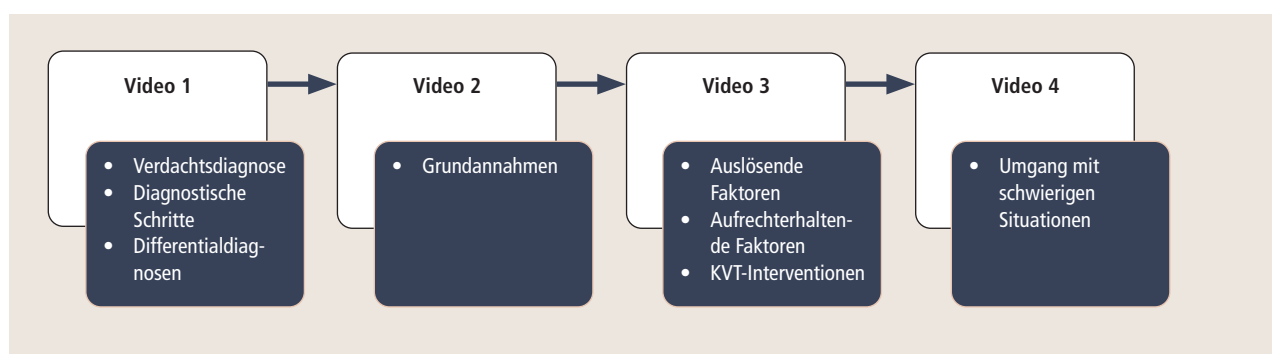 Video 1
• Verdachtsdiagnose
• Diagnostische
Schritte
• Differentialdiag-
nosen
Video 2
• Grundannahmen
Video 3
• Auslösende
Faktoren
• Aufrechterhalten-
de Faktoren
• KVT-Interventionen
Video 4
• Umgang mit
schwierigen
Situationen